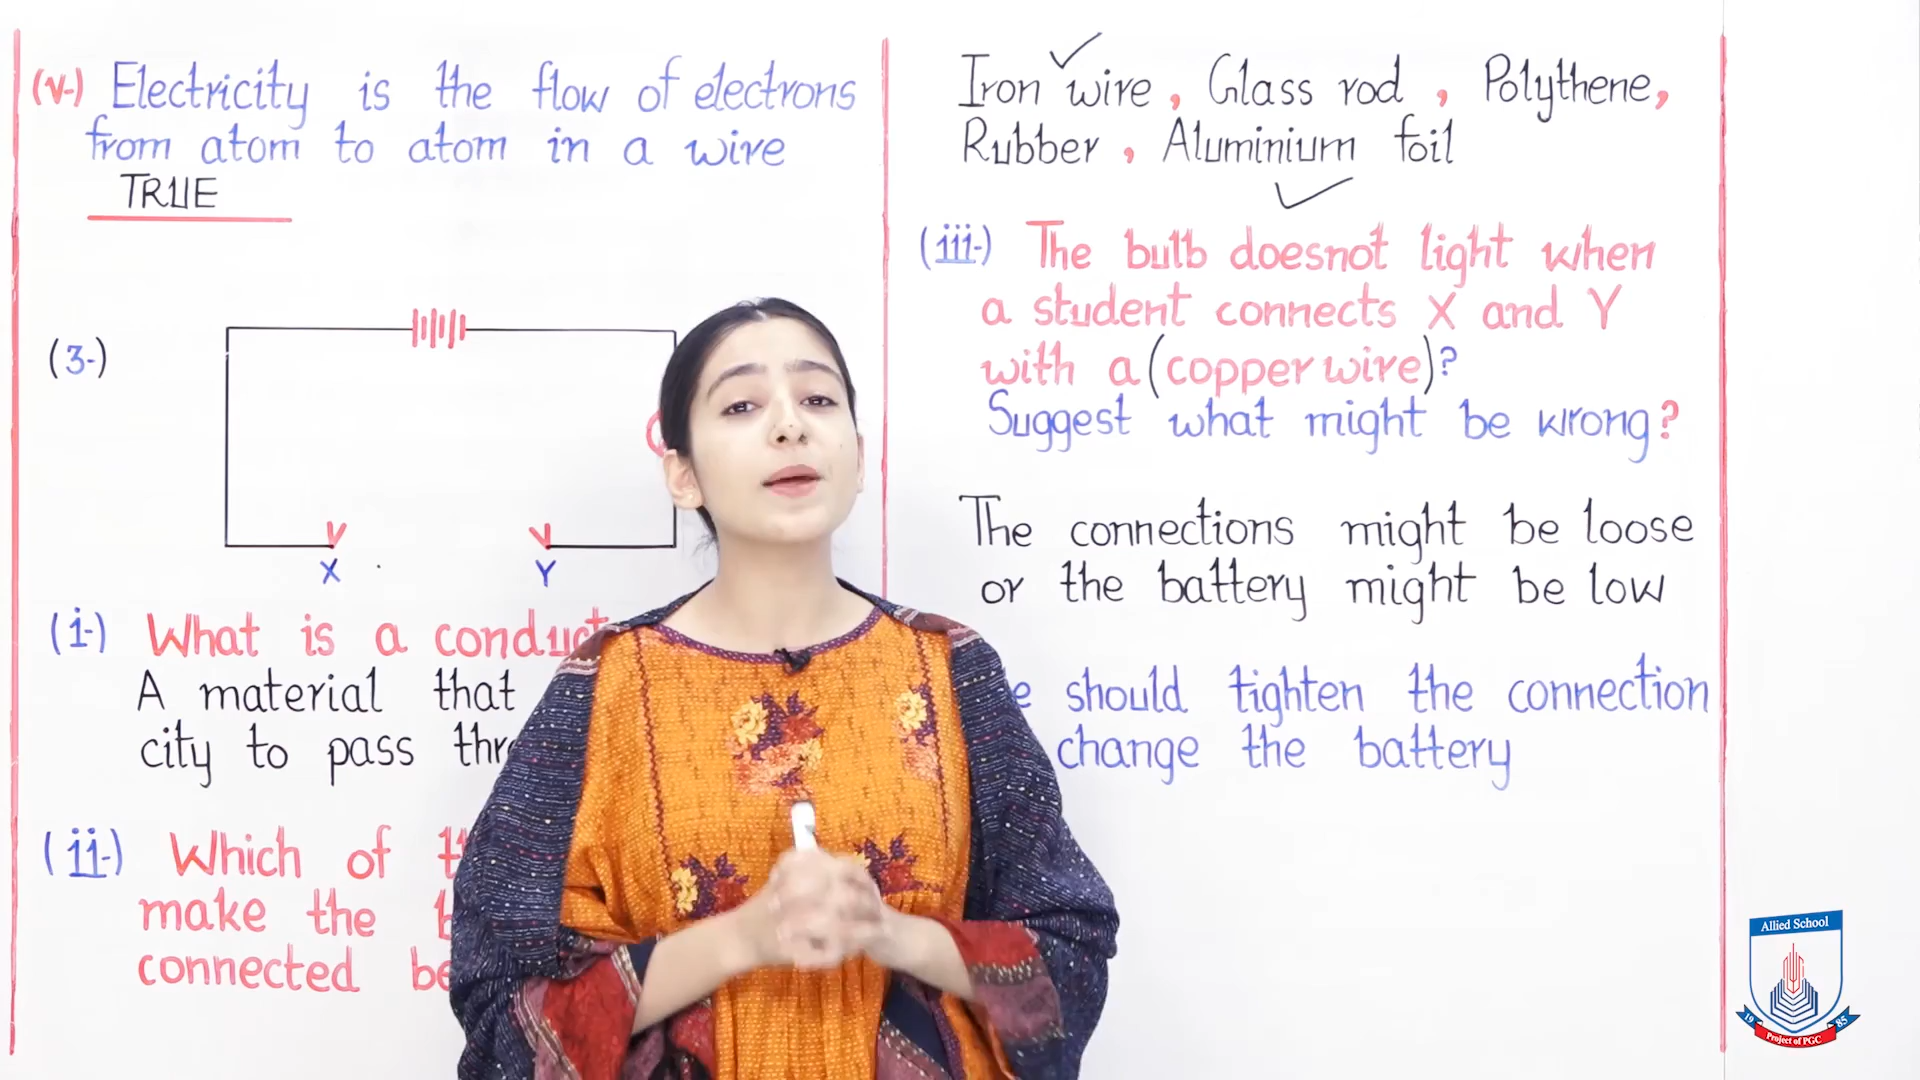 (v-) Electricity is the flow of electrons
from atom to atom in a wire
TRUE
(3-)
X Y
(i-) What is a conduct
A material that
city to pass thr
(ii-) Which of t
make the b
connected be
Iron wire, Glass rod, Polythene,
Rubber, Aluminium foil
(iii-) The bulb doesnot light when
a student connects X and Y
with a (copper wire)?
Suggest what might be wrong?
The connections might be loose
or the battery might be low
e should tighten the connection
change the battery
Allied School
19 85
Project of PGC